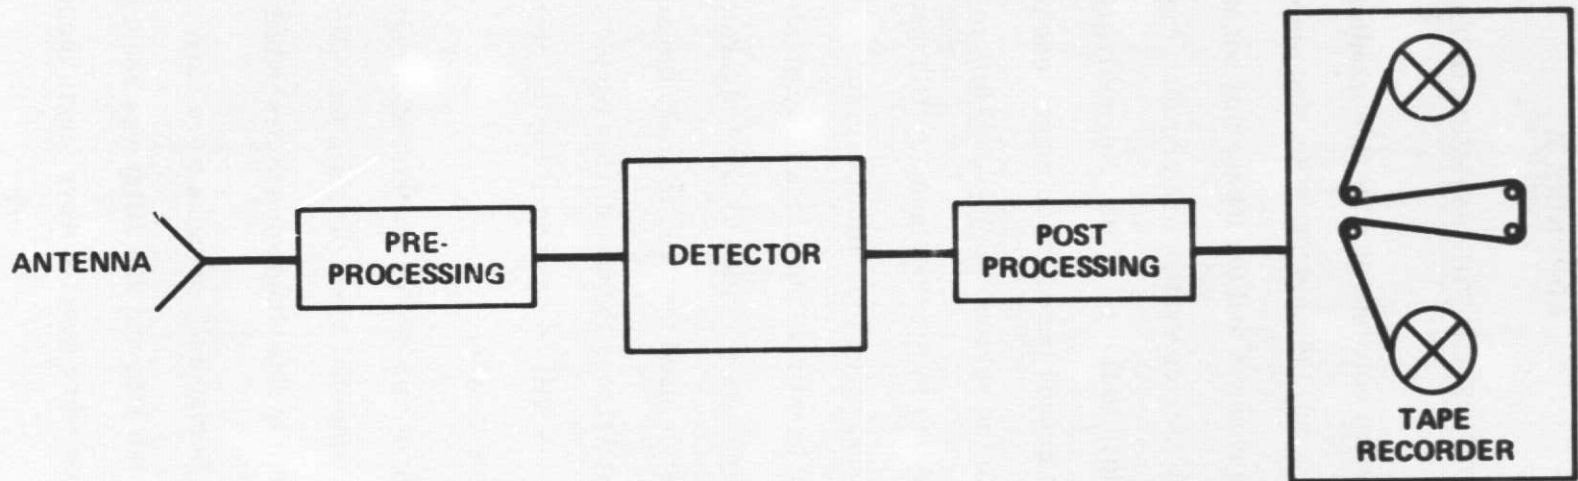 ANTENNA
PRE-
PROCESSING
DETECTOR
POST
PROCESSING
TAPE
RECORDER